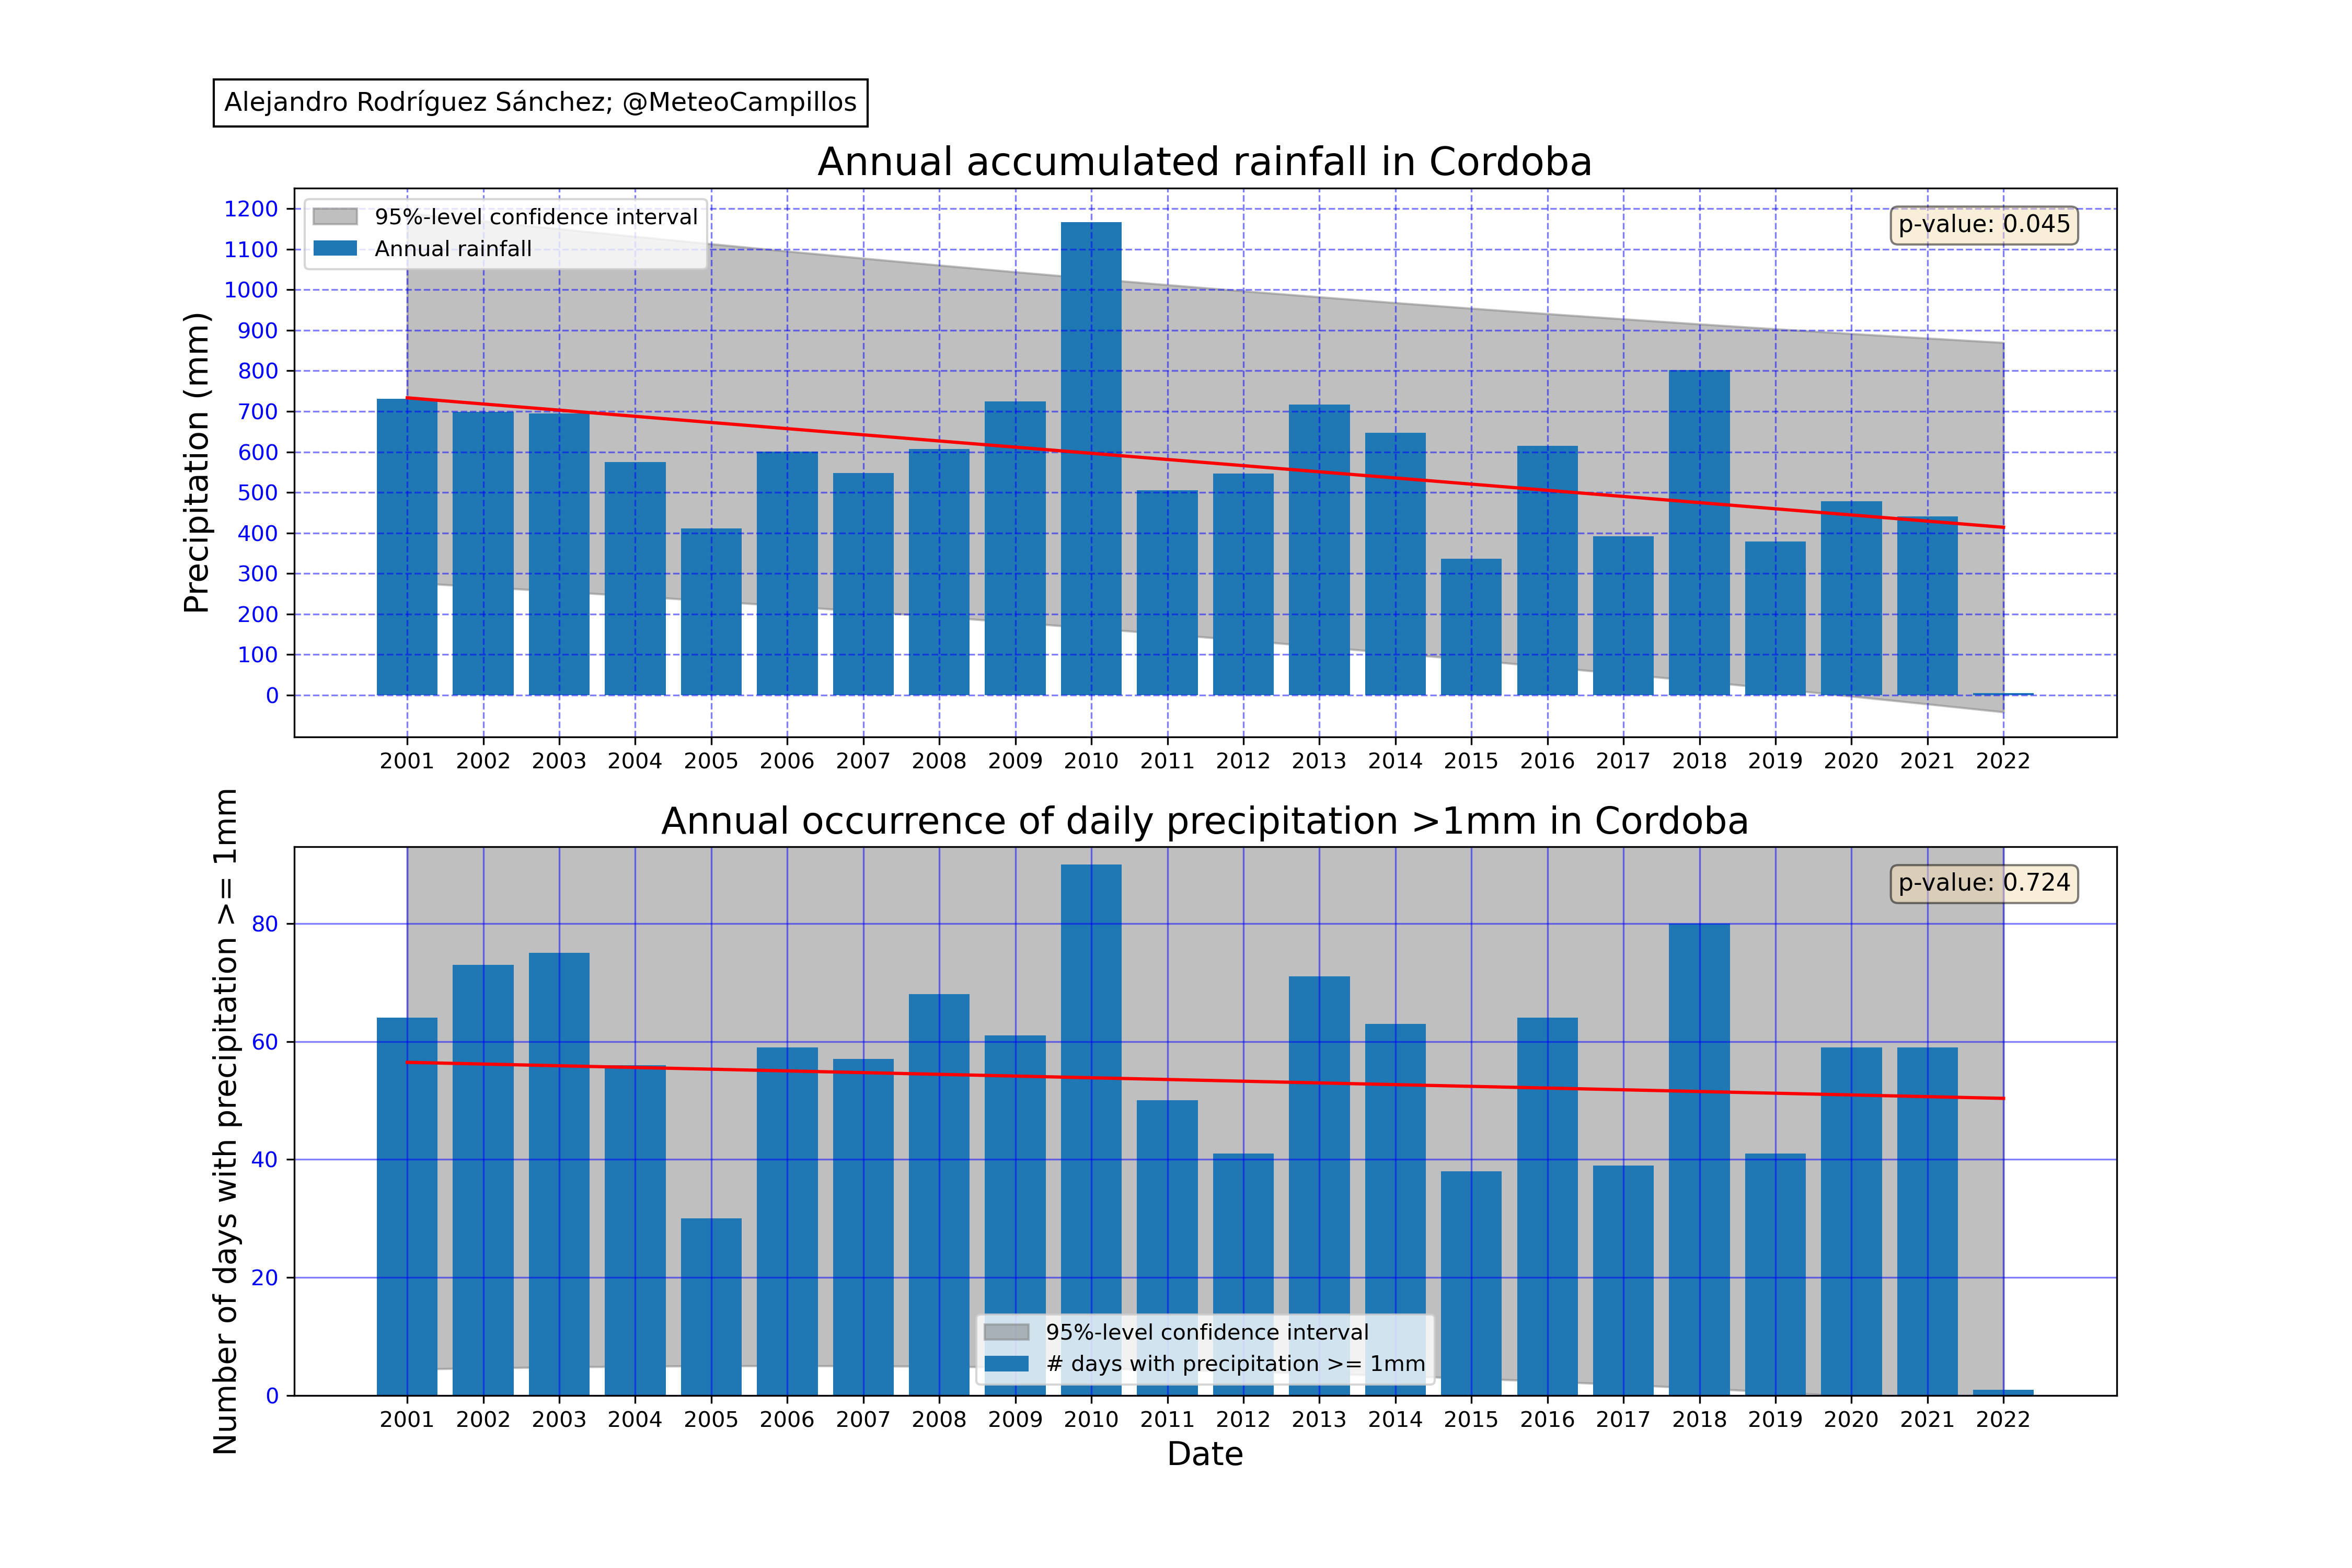 Alejandro Rodríguez Sánchez; @MeteoCampillos
Annual accumulated rainfall in Cordoba
95%-level confidence interval
Annual rainfall
p-value: 0.045
Precipitation (mm)
1200
1100
1000
900
800
700
600
500
400
300
200
100
0
2001 2002 2003 2004 2005 2006 2007 2008 2009 2010 2011 2012 2013 2014 2015 2016 2017 2018 2019 2020 2021 2022
Annual occurrence of daily precipitation >1mm in Cordoba
p-value: 0.724
Number of days with precipitation >= 1mm
80
60
40
20
0
95%-level confidence interval
# days with precipitation >= 1mm
2001 2002 2003 2004 2005 2006 2007 2008 2009 2010 2011 2012 2013 2014 2015 2016 2017 2018 2019 2020 2021 2022
Date